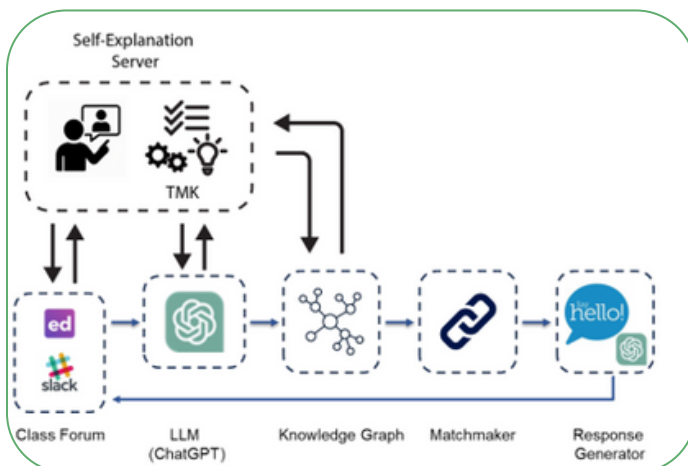 Self-Explanation
Server
TMK
ed
slack
say
hello!
Class Forum
LLM
(ChatGPT)
Knowledge Graph
Matchmaker
Response
Generator